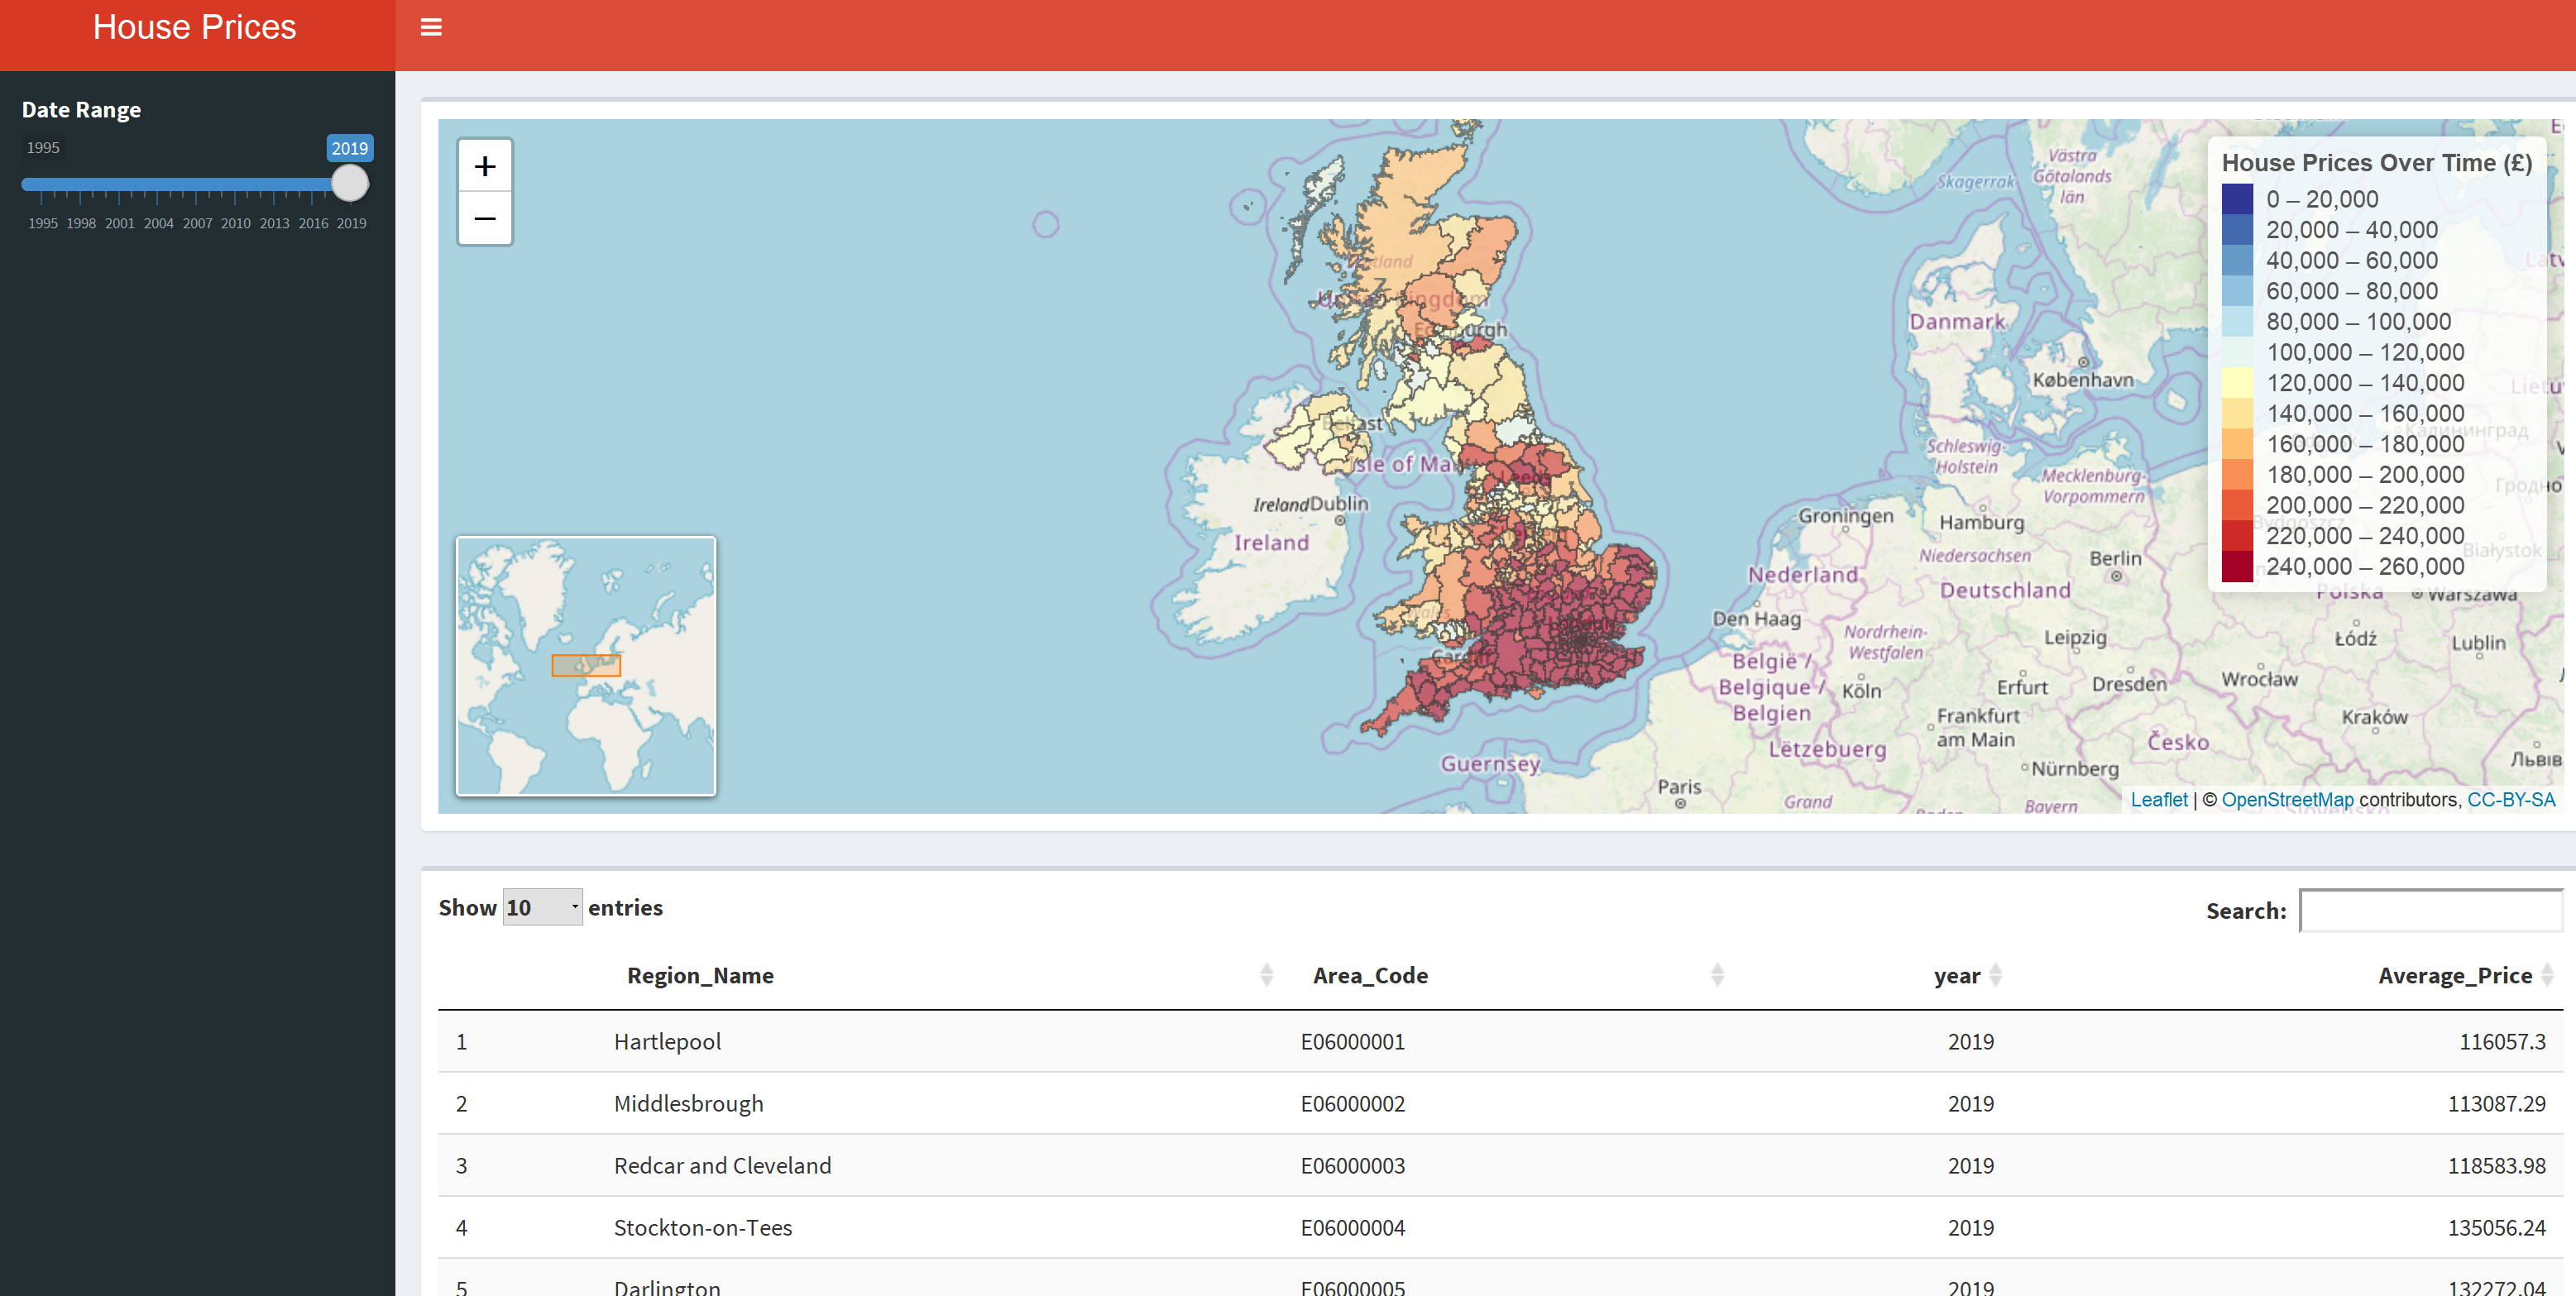 House Prices
Date Range
1995
2019
1995 1998 2001 2004 2007 2010 2013 2016 2019
+
−
House Prices Over Time (£)
0 – 20,000
20,000 – 40,000
40,000 – 60,000
60,000 – 80,000
80,000 – 100,000
100,000 – 120,000
120,000 – 140,000
140,000 – 160,000
160,000 – 180,000
180,000 – 200,000
200,000 – 220,000
220,000 – 240,000
240,000 – 260,000
Västra
Götalands
län
Skagerrak
Danmark
København
Schleswig-
Holstein
Mecklenburg-
Vorpommern
Groningen
Hamburg
Niedersachsen
Berlin
Nederland
Deutschland
Polska
Warszawa
Den Haag
Nordrhein-
Westfalen
Leipzig
Łódź
Lublin
België /
Belgique /
Belgien
Köln
Erfurt
Dresden
Wrocław
Frankfurt
am Main
Kraków
Lëtzebuerg
Česko
Nürnberg
Львів
Paris
Grand
Bayern
Guernsey
Ireland
Dublin
Ireland
Isle of Man
Belfast
Edinburgh
United Kingdom
Leeds
Cardiff
Калининград
Białystok
Leaflet | © OpenStreetMap contributors, CC-BY-SA
Show 10 entries
Search:
Region_Name Area_Code year Average_Price
1 Hartlepool E06000001 2019 116057.3
2 Middlesbrough E06000002 2019 113087.29
3 Redcar and Cleveland E06000003 2019 118583.98
4 Stockton-on-Tees E06000004 2019 135056.24
5 Darlington E06000005 2019 132272.04